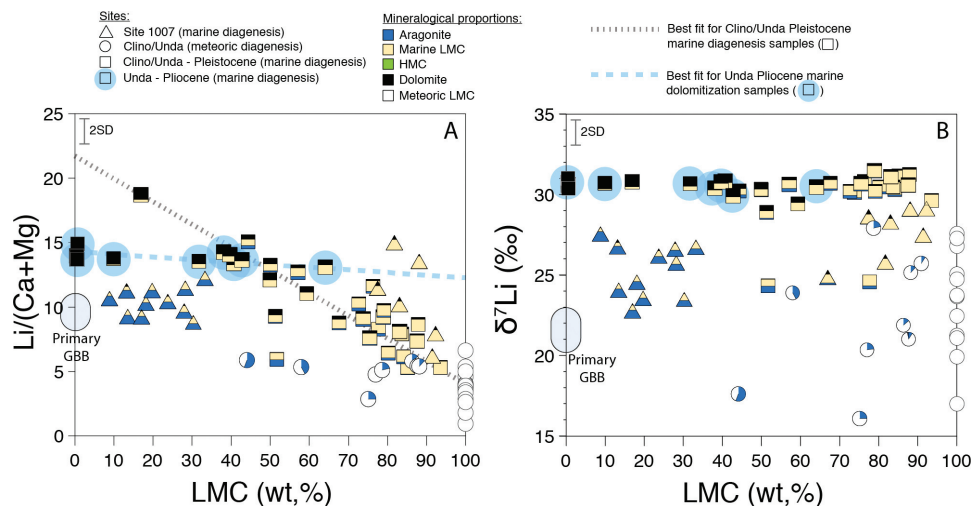 Sites:
Site 1007 (marine diagenesis)
Clino/Unda (meteoric diagenesis)
Clino/Unda - Pleistocene (marine diagenesis)
Unda - Pliocene (marine diagenesis)
Mineralogical proportions:
Aragonite
Marine LMC
HMC
Dolomite
Meteoric LMC
Best fit for Clino/Unda Pleistocene
marine diagenesis samples ( )
Best fit for Unda Pliocene marine
dolomitization samples ( )
25
20
15
10
5
0
Li/(Ca+Mg)
2SD
A
Primary
GBB
0 10 20 30 40 50 60 70 80 90 100
LMC (wt,%)
35
30
25
20
15
δ⁷Li (‰)
2SD
B
Primary
GBB
0 10 20 30 40 50 60 70 80 90 100
LMC (wt,%)